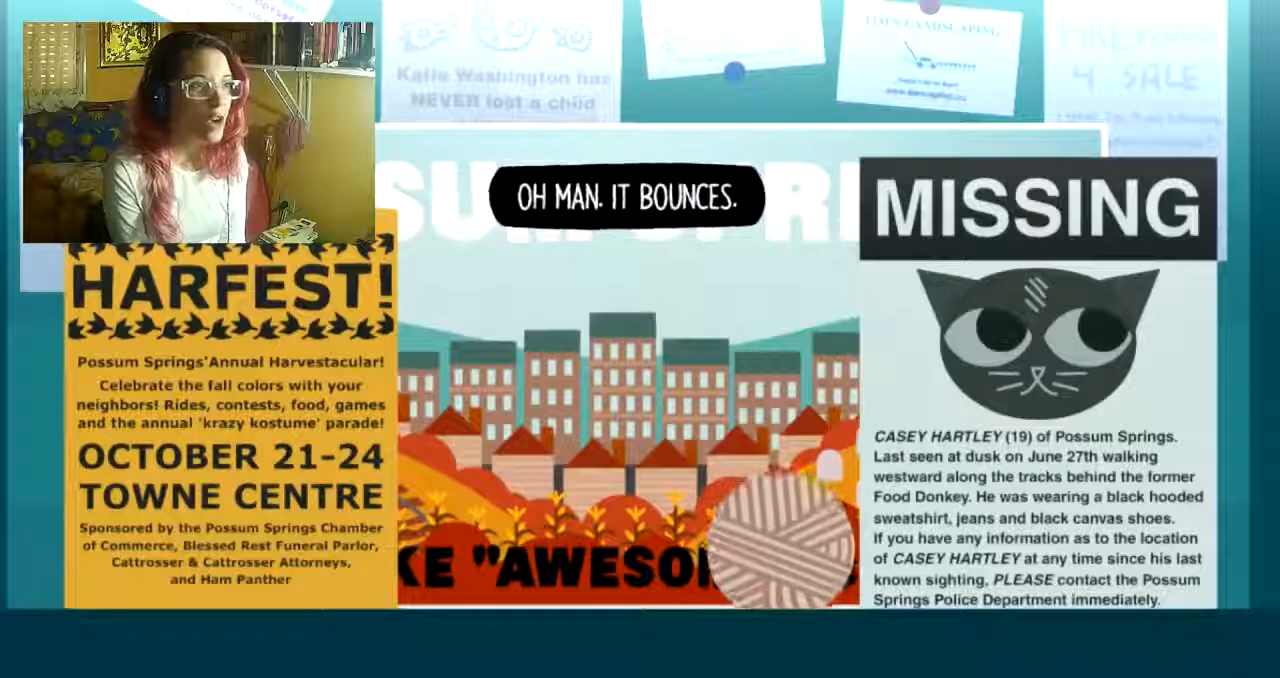 Katie Washington has
NEVER lost a child
TIM'S LANDSCAPING
4 SALE
OH MAN. IT BOUNCES.
MISSING
HARFEST!
Possum Springs' Annual Harvestacular!
Celebrate the fall colors with your
neighbors! Rides, contests, food, games
and the annual 'krazy kostume' parade!
OCTOBER 21-24
TOWNE CENTRE
Sponsored by the Possum Springs Chamber
of Commerce, Blessed Rest Funeral Parlor,
Cattrosser & Cattrosser Attorneys,
and Ham Panther
CASEY HARTLEY (19) of Possum Springs.
Last seen at dusk on June 27th walking
westward along the tracks behind the former
Food Donkey. He was wearing a black hooded
sweatshirt, jeans and black canvas shoes.
If you have any information as to the location
of CASEY HARTLEY at any time since his last
known sighting, PLEASE contact the Possum
Springs Police Department immediately.